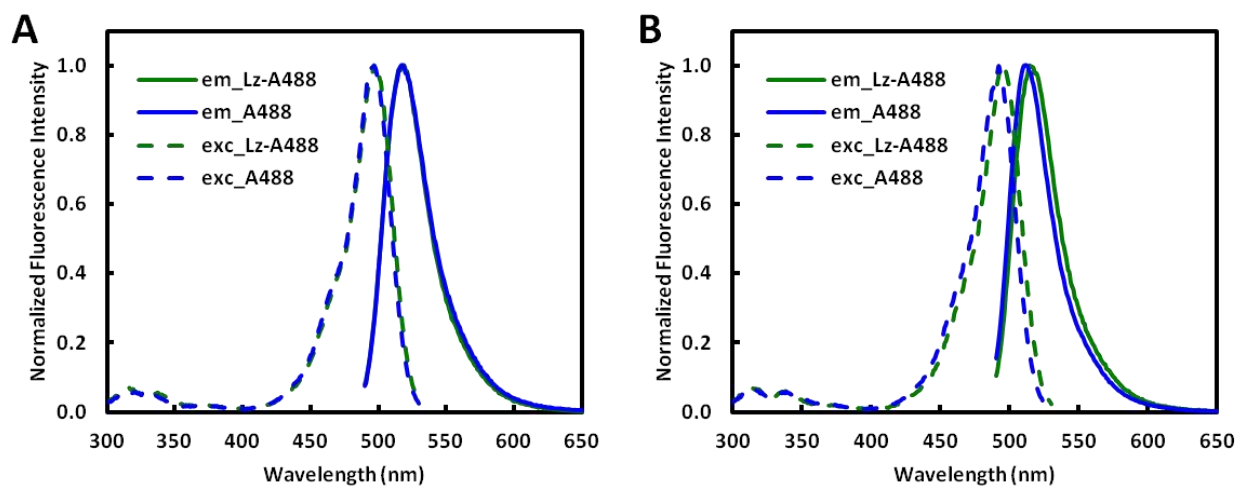 A
Normalized Fluorescence Intensity
1.0
0.8
0.6
0.4
0.2
0.0
em_Lz-A488
em_A488
exc_Lz-A488
exc_A488
300 350 400 450 500 550 600 650
Wavelength (nm)
B
Normalized Fluorescence Intensity
1.0
0.8
0.6
0.4
0.2
0.0
em_Lz-A488
em_A488
exc_Lz-A488
exc_A488
300 350 400 450 500 550 600 650
Wavelength (nm)